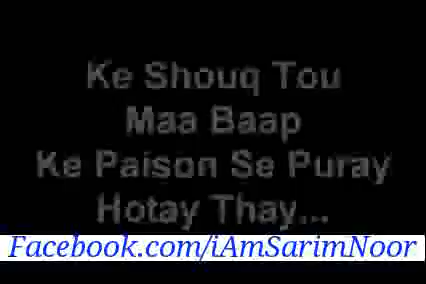 Ke Shouq Tou
Maa Baap
Ke Paison Se Puray
Hotay Thay...
Facebook.com/iAmSarimNoor